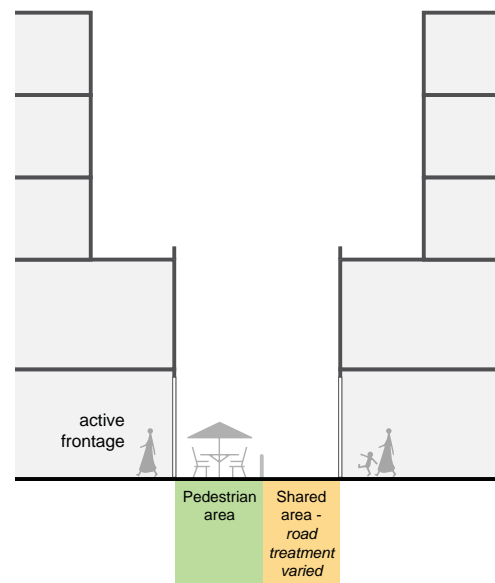 active
frontage
Pedestrian
area
Shared
area -
road
treatment
varied